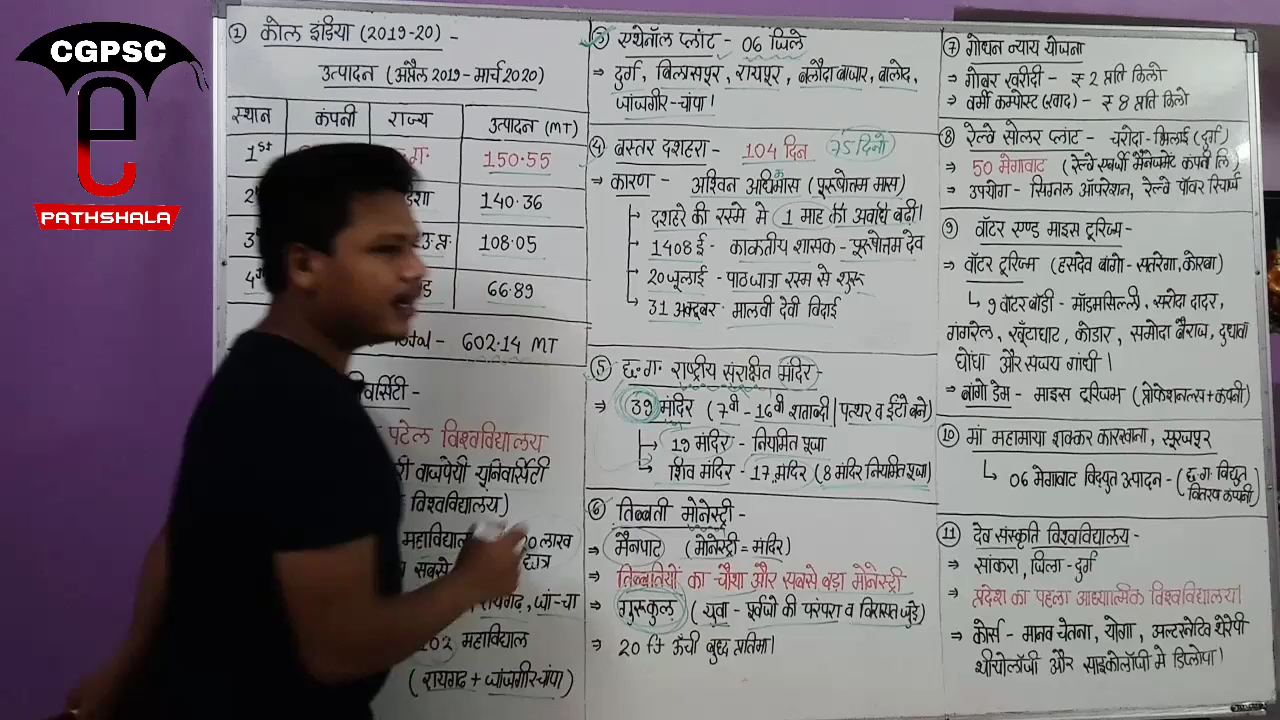 CGPSC
e
PATHSHALA
① कोल इंडिया (2019-20) -
उत्पादन (अप्रैल 2019 - मार्च 2020)
स्थान कंपनी राज्य उत्पादन (MT)
1st 150.55
140.36
108.05
66.89
602.14 MT
पटेल विश्वविद्यालय
वाजपेयी युनिवर्सिटी
विश्वविद्यालय)
लाख
सबसे छात्र
रायगढ़, जां-चां
महाविद्याल
(रायगढ + जांजगीर-चांपा)
③ एथेनॉल प्लांट - 06 जिले
→ दुर्ग, बिलासपुर, रायपुर, बलौदा बाजार, बालोद,
जांजगीर-चांपा।
④ बस्तर दशहरा - 104 दिन 75 दिनो
→ कारण - अश्विन अधिकमास (पुरूषोत्तम मास)
दशहरे की रस्मे मे 1 माह की अवधि बढी।
1408 ई - काकतीय शासक - पुरूषोत्तम देव
20 जूलाई - पाठ जात्रा रस्म से शुरू
31 अक्टूबर - मालवी देवी विदाई
⑤ छ.ग. राष्ट्रीय संरक्षित मंदिर -
→ 39 मंदिर (7वी - 16वी शताब्दी | पत्थर व ईटो बने)
19 मंदिर - नियमित पूजा
शिव मंदिर - 17 मंदिर (8 मंदिर नियमित पूजा)
⑥ तिब्बती मोनेस्ट्री -
→ मैनपाट (मोनेस्ट्री = मंदिर)
→ तिब्बतियों का चौथा और सबसे बड़ा मोनेस्ट्री
→ गुरूकुल (युवा - पूर्वजो की परंपरा व विरासत जुड़े)
→ 20 ft ऊँची बुद्ध प्रतिमा।
⑦ गोधन न्याय योजना
→ गोबर खरीदी - ₹ 2 प्रति किलो
→ वर्मी कम्पोस्ट (खाद) - ₹ 8 प्रति किलो
⑧ रेल्वे सोलर प्लांट - चरोदा - भिलाई (दुर्ग)
→ 50 मेगावाट (रेल्वे एनर्जी मैनेजमेंट कंपनी लि.)
→ उपयोग - सिग्नल ऑपरेशन, रेल्वे पॉवर रिचार्ज
⑨ वॉटर एण्ड माइस टूरिज्म -
→ वॉटर टूरिज्म (हसदेव बांगो - सतरेंगा, कोरबा)
9 वॉटर बॉडी - मॉडमसिल्ली, सरोदा दादर,
गंगरेल, खूँटाघाट, कोडार, समोदा बैराज, दुधावा
घोंघा और संजय गांधी।
→ बांगो डेम - माइस टूरिज्म (प्रोफेशनल्स + कंपनी)
⑩ मां महामाया शक्कर कारखाना, सूरजपूर
06 मेगावाट विद्युत उत्पादन - (छ.ग. विद्युत
वितरण कंपनी)
⑪ देव संस्कृति विश्वविद्यालय -
→ सांकरा, जिला - दुर्ग
→ प्रदेश का पहला आध्यात्मिक विश्वविद्यालय।
→ कोर्स - मानव चेतना, योगा, अल्टरनेटिव थेरेपी
थीयोलॉजी और साइकोलॉजी मे डिप्लोमा।